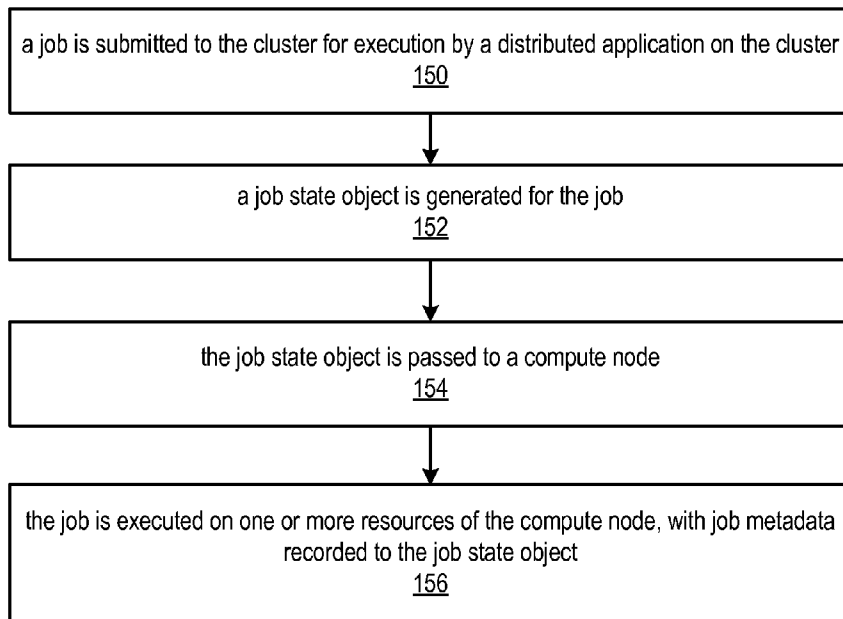 a job is submitted to the cluster for execution by a distributed application on the cluster
150
a job state object is generated for the job
152
the job state object is passed to a compute node
154
the job is executed on one or more resources of the compute node, with job metadata
recorded to the job state object
156